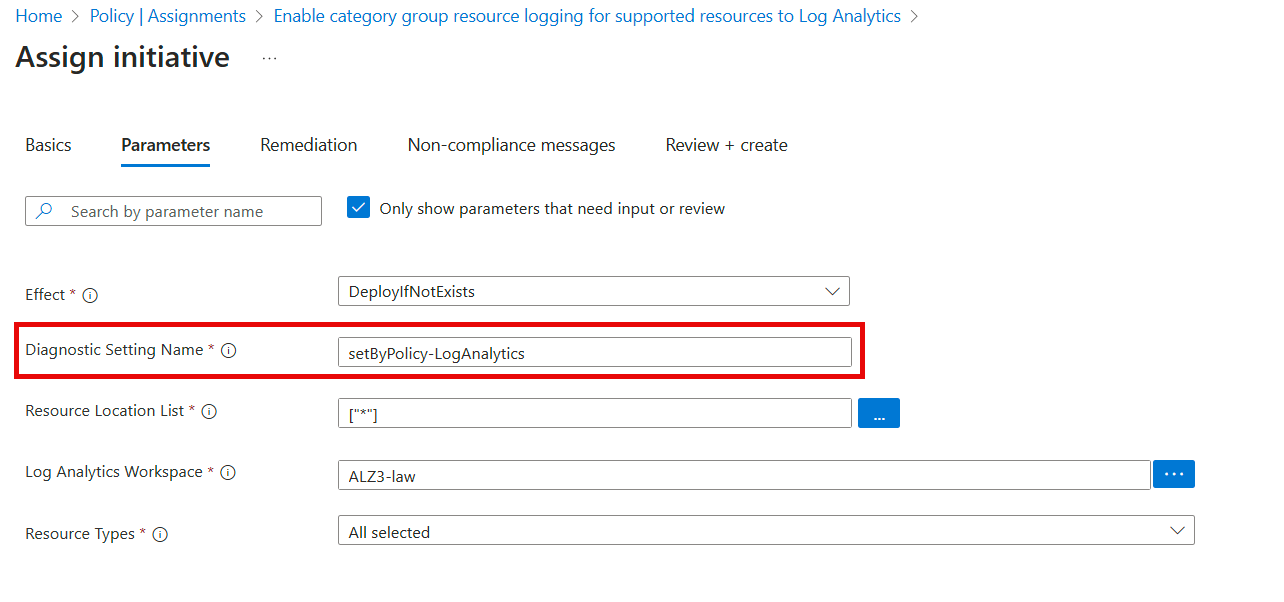 Home > Policy | Assignments > Enable category group resource logging for supported resources to Log Analytics >
Assign initiative ...
Basics Parameters Remediation Non-compliance messages Review + create
Search by parameter name Only show parameters that need input or review
Effect * DeployIfNotExists
Diagnostic Setting Name * setByPolicy-LogAnalytics
Resource Location List * ["*"] ...
Log Analytics Workspace * ALZ3-law ...
Resource Types * All selected